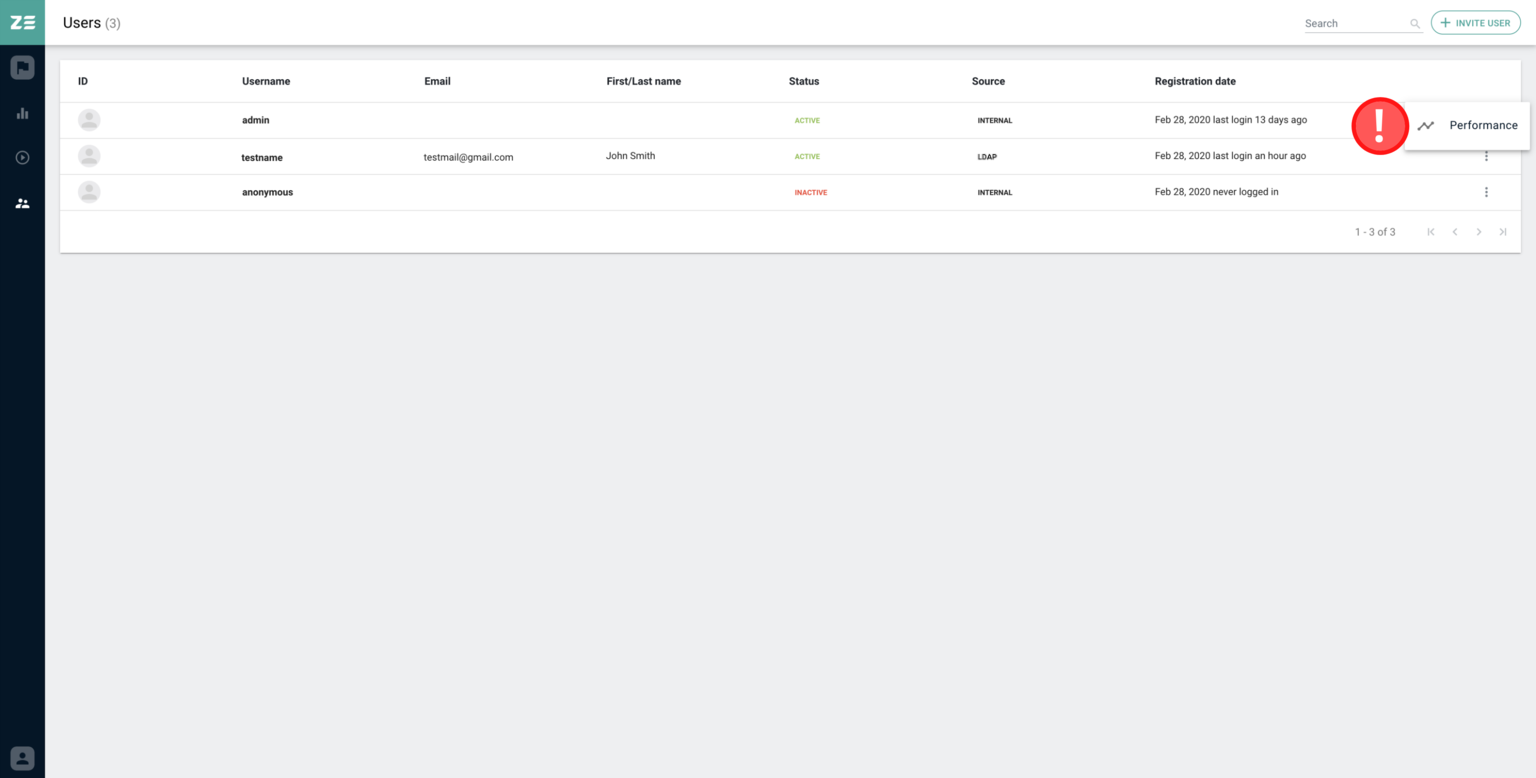 ZE
Users (3)
Search
INVITE USER
ID Username Email First/Last name Status Source Registration date
admin ACTIVE INTERNAL Feb 28, 2020 last login 13 days ago
! Performance
testname testmail@gmail.com John Smith ACTIVE LDAP Feb 28, 2020 last login an hour ago
anonymous INACTIVE INTERNAL Feb 28, 2020 never logged in
1 - 3 of 3